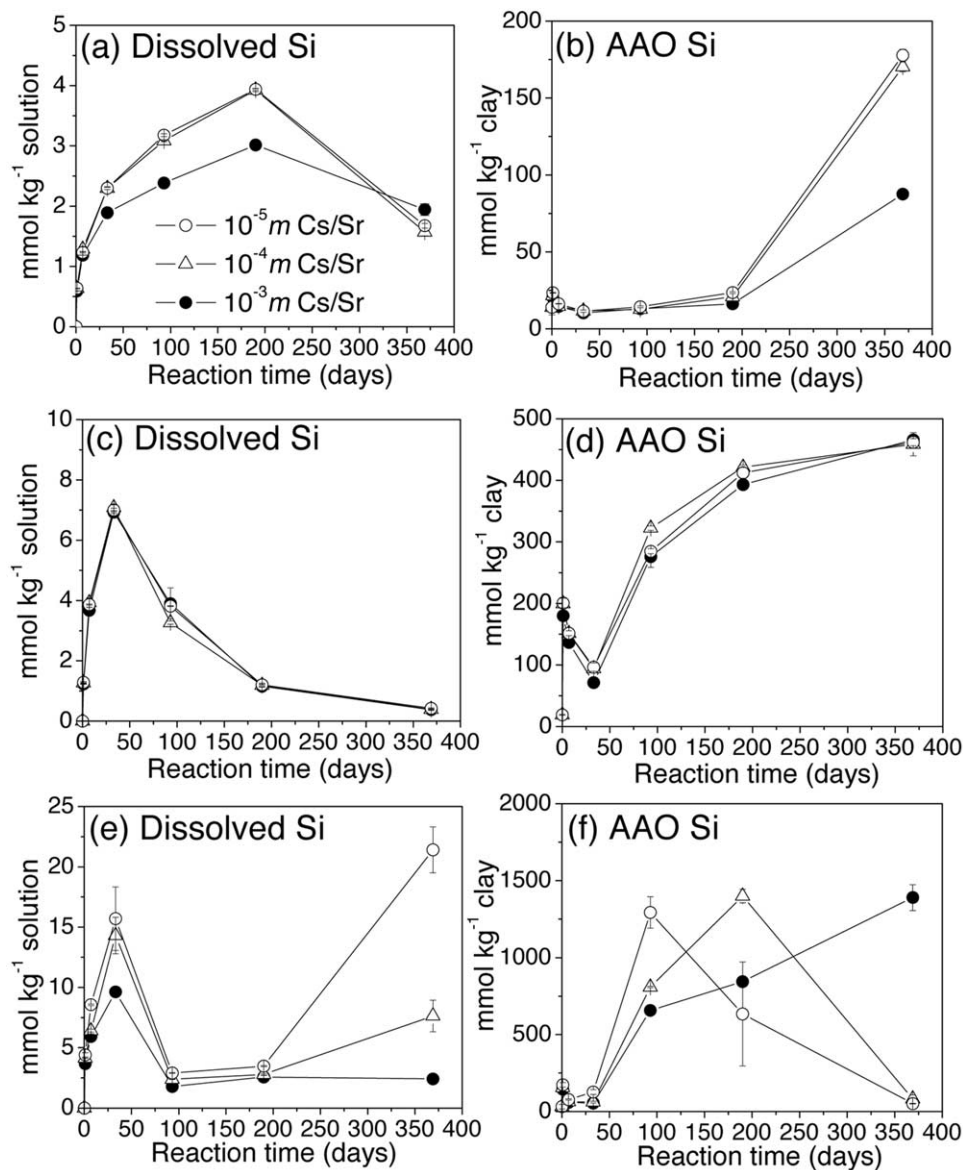 (a) Dissolved Si
mmol kg⁻¹ solution
5
4
3
2
1
0
10⁻⁵m Cs/Sr
10⁻⁴m Cs/Sr
10⁻³m Cs/Sr
0 50 100 150 200 250 300 350 400
Reaction time (days)
(b) AAO Si
mmol kg⁻¹ clay
200
150
100
50
0
0 50 100 150 200 250 300 350 400
Reaction time (days)
(c) Dissolved Si
mmol kg⁻¹ solution
10
8
6
4
2
0
0 50 100 150 200 250 300 350 400
Reaction time (days)
(d) AAO Si
mmol kg⁻¹ clay
500
400
300
200
100
0
0 50 100 150 200 250 300 350 400
Reaction time (days)
(e) Dissolved Si
mmol kg⁻¹ solution
25
20
15
10
5
0
0 50 100 150 200 250 300 350 400
Reaction time (days)
(f) AAO Si
mmol kg⁻¹ clay
2000
1500
1000
500
0
0 50 100 150 200 250 300 350 400
Reaction time (days)